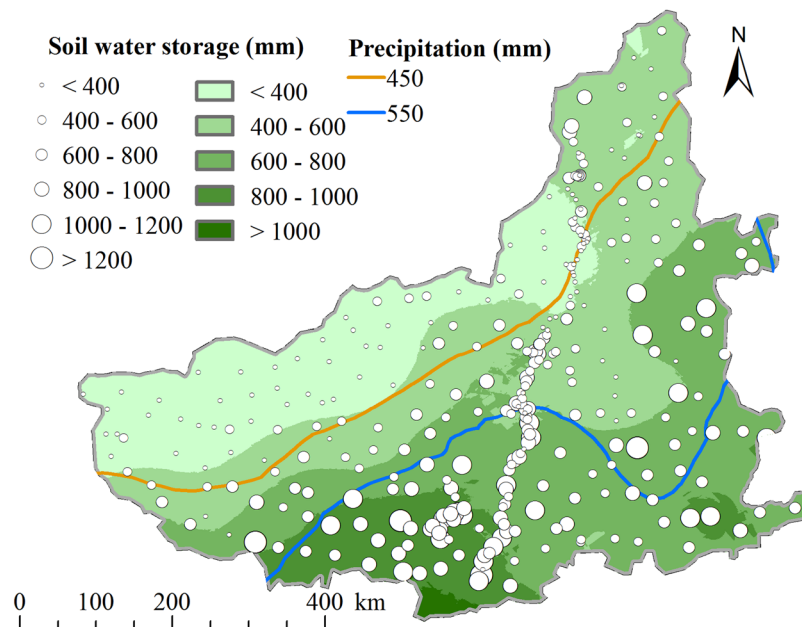 Soil water storage (mm)
< 400
400 - 600
600 - 800
800 - 1000
1000 - 1200
> 1200
< 400
400 - 600
600 - 800
800 - 1000
> 1000
Precipitation (mm)
450
550
N
0 100 200 400 km